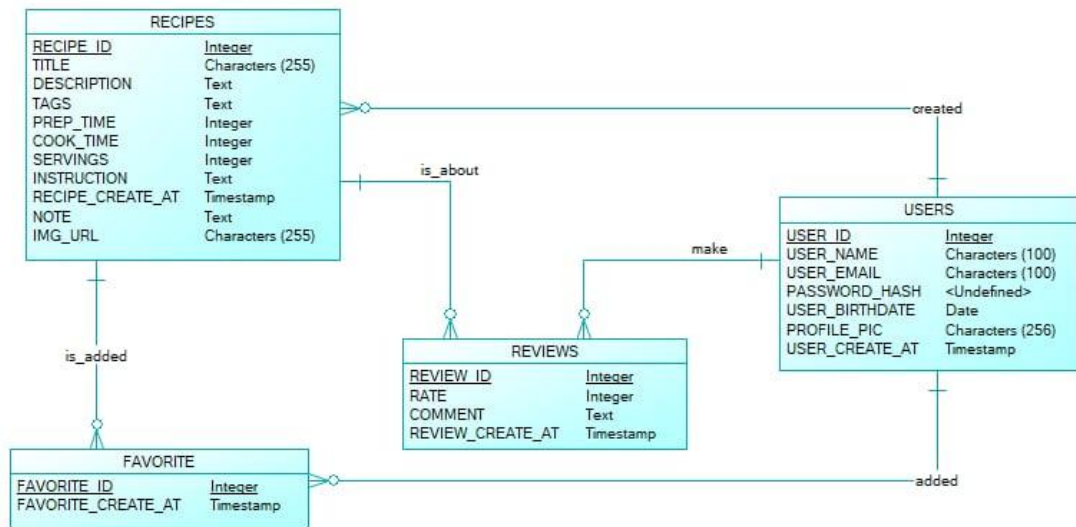 RECIPES
RECIPE_ID Integer
TITLE Characters (255)
DESCRIPTION Text
TAGS Text
PREP_TIME Integer
COOK_TIME Integer
SERVINGS Integer
INSTRUCTION Text
RECIPE_CREATE_AT Timestamp
NOTE Text
IMG_URL Characters (255)
created
is_about
USERS
USER_ID Integer
USER_NAME Characters (100)
USER_EMAIL Characters (100)
PASSWORD_HASH <Undefined>
USER_BIRTHDATE Date
PROFILE_PIC Characters (256)
USER_CREATE_AT Timestamp
make
is_added
REVIEWS
REVIEW_ID Integer
RATE Integer
COMMENT Text
REVIEW_CREATE_AT Timestamp
FAVORITE
FAVORITE_ID Integer
FAVORITE_CREATE_AT Timestamp
added